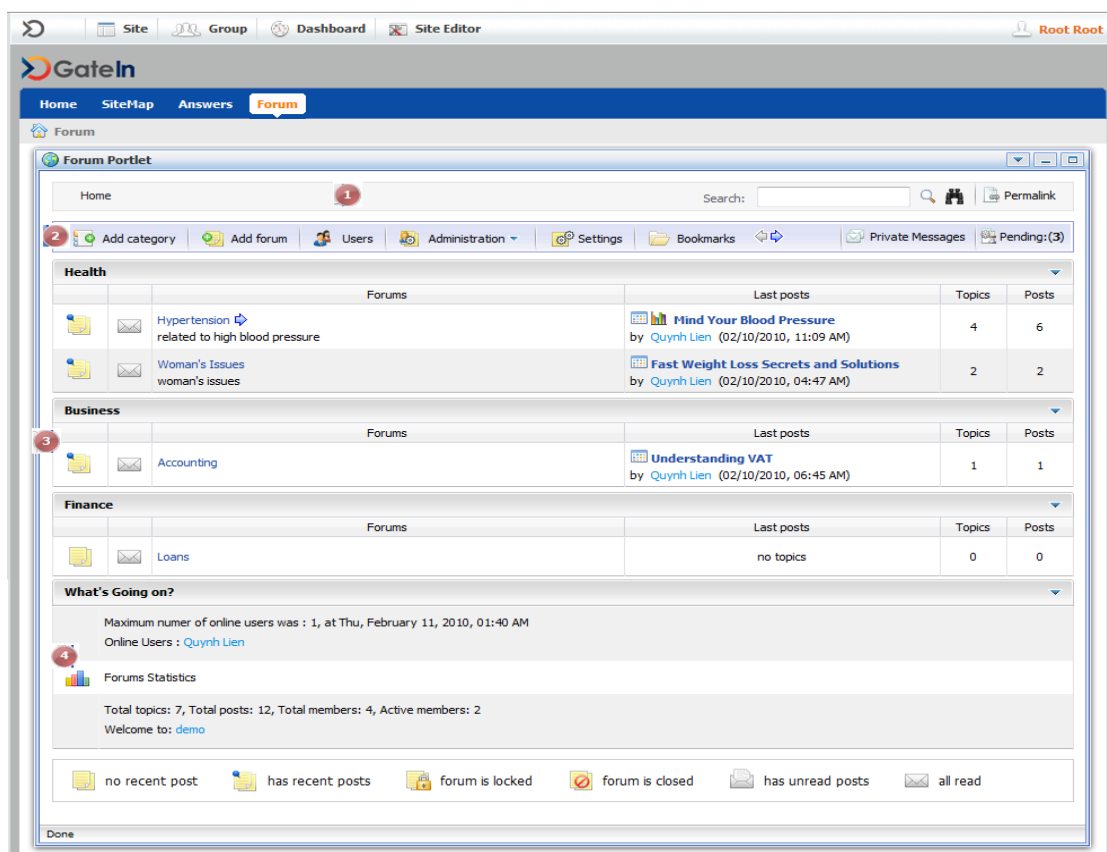 Site Group Dashboard Site Editor Root Root
GateIn
Home SiteMap Answers Forum
Forum
Forum Portlet
Home 1 Search: Permalink
2 Add category Add forum Users Administration Settings Bookmarks Private Messages Pending:(3)
Health
Forums Last posts Topics Posts
Hypertension Mind Your Blood Pressure 4 6
related to high blood pressure by Quynh Lien (02/10/2010, 11:09 AM)
Woman's Issues Fast Weight Loss Secrets and Solutions 2 2
woman's issues by Quynh Lien (02/10/2010, 04:47 AM)
Business
3 Forums Last posts Topics Posts
Accounting Understanding VAT 1 1
by Quynh Lien (02/10/2010, 06:45 AM)
Finance
Forums Last posts Topics Posts
Loans no topics 0 0
What's Going on?
Maximum numer of online users was : 1, at Thu, February 11, 2010, 01:40 AM
Online Users : Quynh Lien
4
Forums Statistics
Total topics: 7, Total posts: 12, Total members: 4, Active members: 2
Welcome to: demo
no recent post has recent posts forum is locked forum is closed has unread posts all read
Done